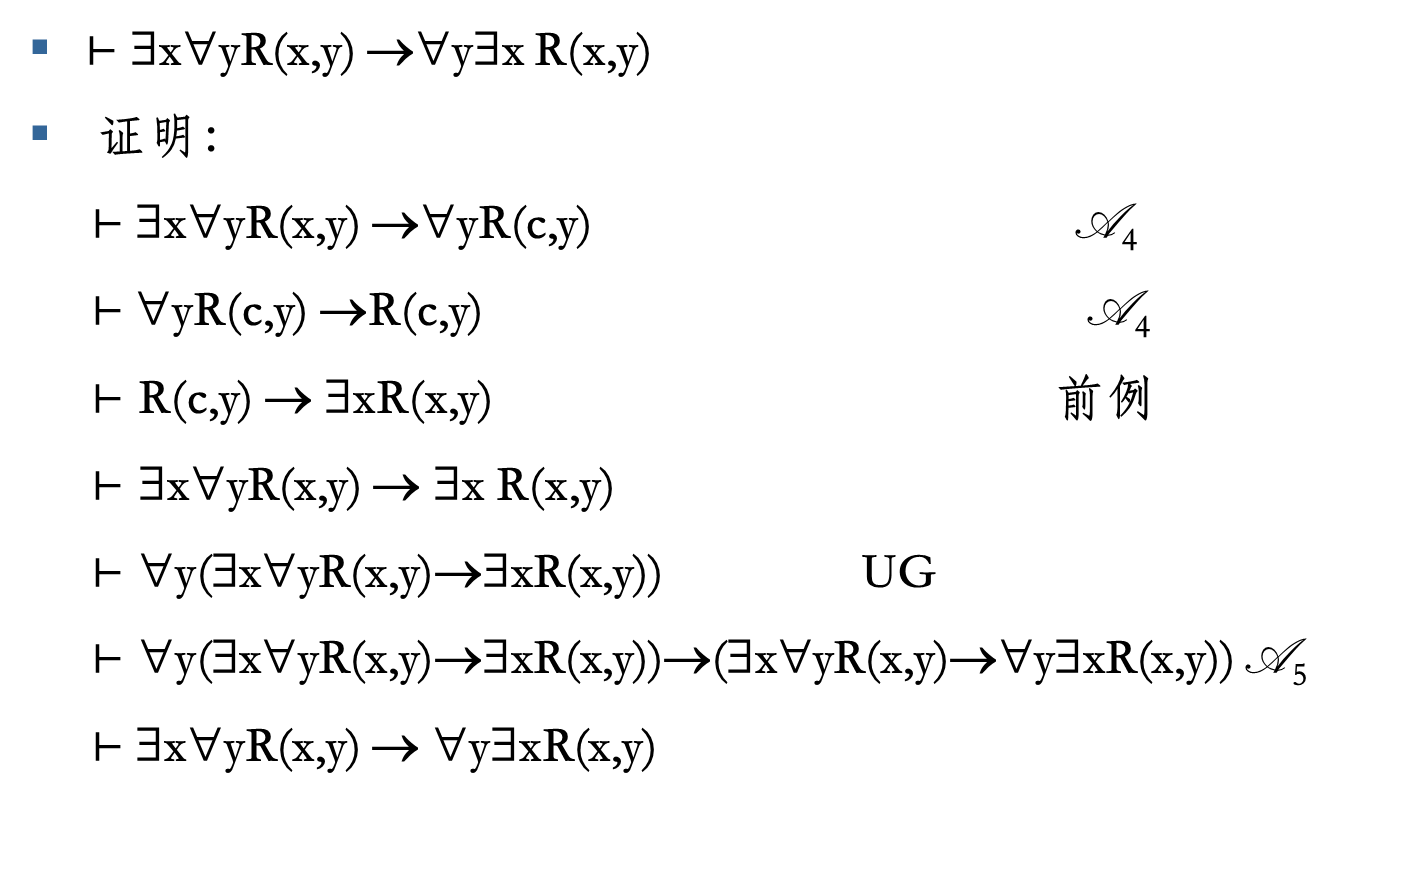 ▪ ⊢ ∃x∀yR(x,y) →∀y∃x R(x,y)
▪ 证明：
⊢ ∃x∀yR(x,y) →∀yR(c,y) 𝒜₄
⊢ ∀yR(c,y) →R(c,y) 𝒜₄
⊢ R(c,y) → ∃xR(x,y) 前例
⊢ ∃x∀yR(x,y) → ∃x R(x,y)
⊢ ∀y(∃x∀yR(x,y)→∃xR(x,y)) UG
⊢ ∀y(∃x∀yR(x,y)→∃xR(x,y))→(∃x∀yR(x,y)→∀y∃xR(x,y)) 𝒜₅
⊢ ∃x∀yR(x,y) → ∀y∃xR(x,y)